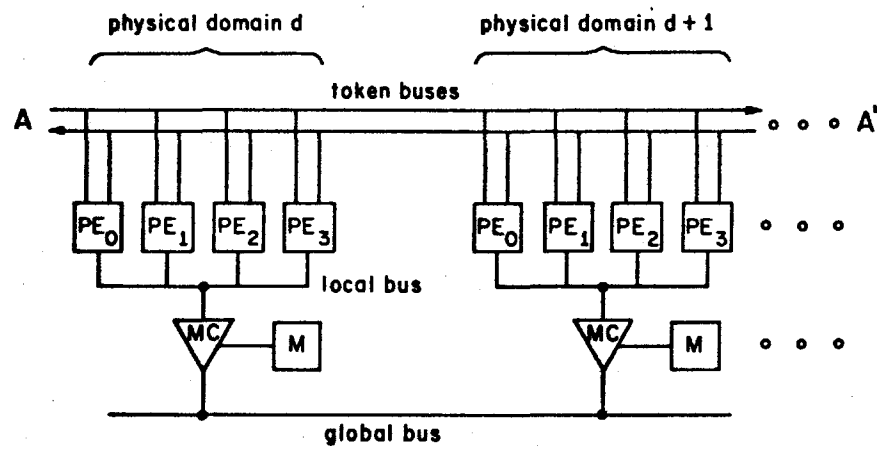 physical domain d physical domain d + 1
token buses
A A'
PE0 PE1 PE2 PE3 PE0 PE1 PE2 PE3
local bus
MC M MC M
global bus